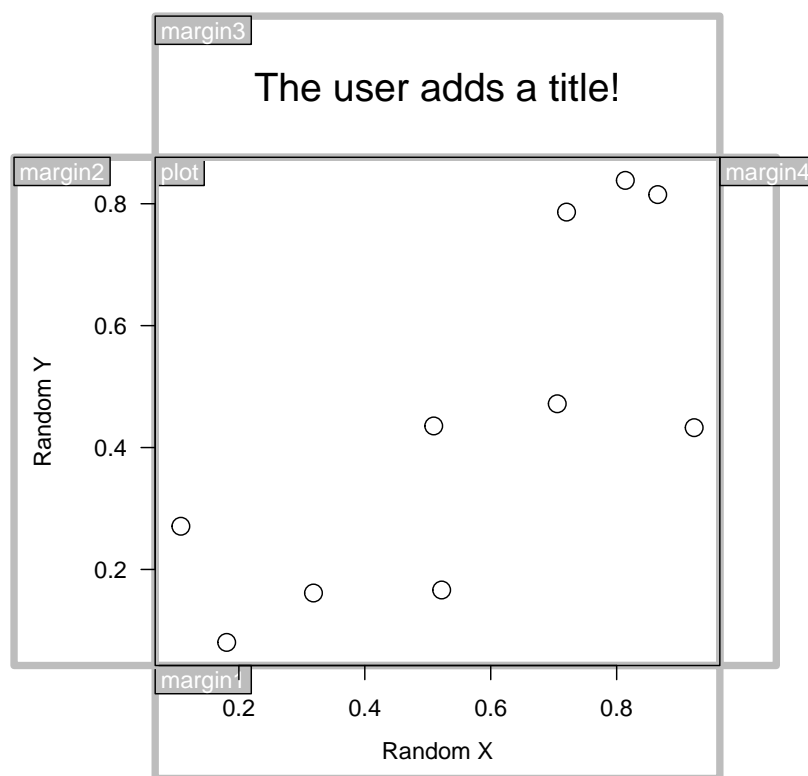 margin3
The user adds a title!
margin2
plot
margin4
0.8
0.6
0.4
0.2
Random Y
margin1
0.2 0.4 0.6 0.8
Random X